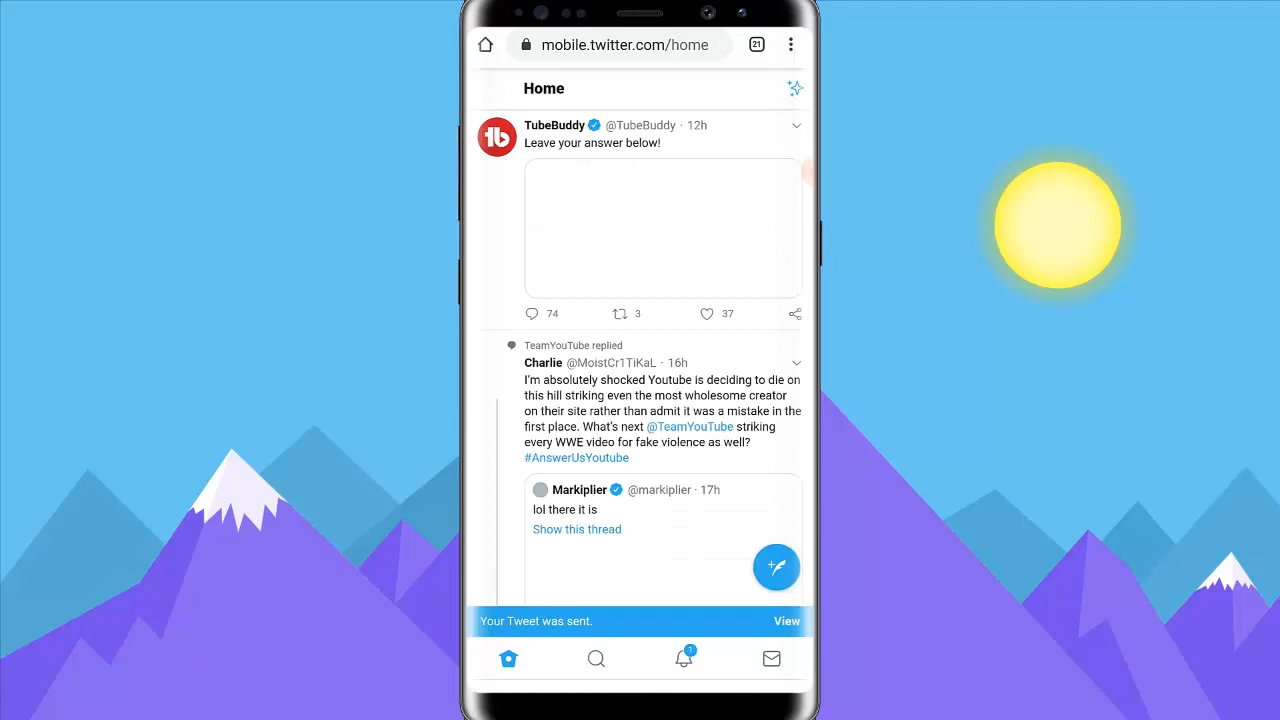 mobile.twitter.com/home
21
Home
TubeBuddy @TubeBuddy · 12h
Leave your answer below!
74 3 37
TeamYouTube replied
Charlie @MoistCr1TiKaL · 16h
I'm absolutely shocked Youtube is deciding to die on
this hill striking even the most wholesome creator
on their site rather than admit it was a mistake in the
first place. What's next @TeamYouTube striking
every WWE video for fake violence as well?
#AnswerUsYoutube
Markiplier @markiplier · 17h
lol there it is
Show this thread
Your Tweet was sent. View
1